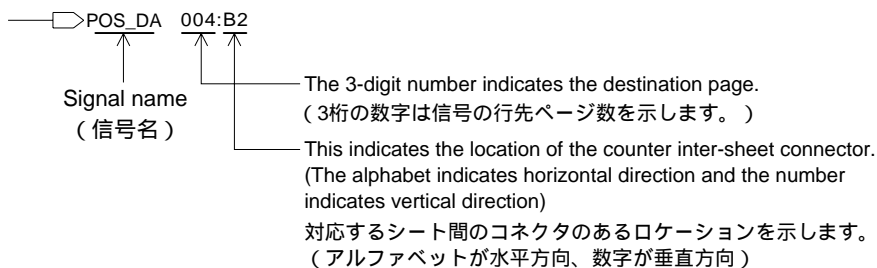 POS_DA 004:B2
Signal name
（信号名）
The 3-digit number indicates the destination page.
（3桁の数字は信号の行先ページ数を示します。）
This indicates the location of the counter inter-sheet connector.
(The alphabet indicates horizontal direction and the number
indicates vertical direction)
対応するシート間のコネクタのあるロケーションを示します。
（アルファベットが水平方向、数字が垂直方向）